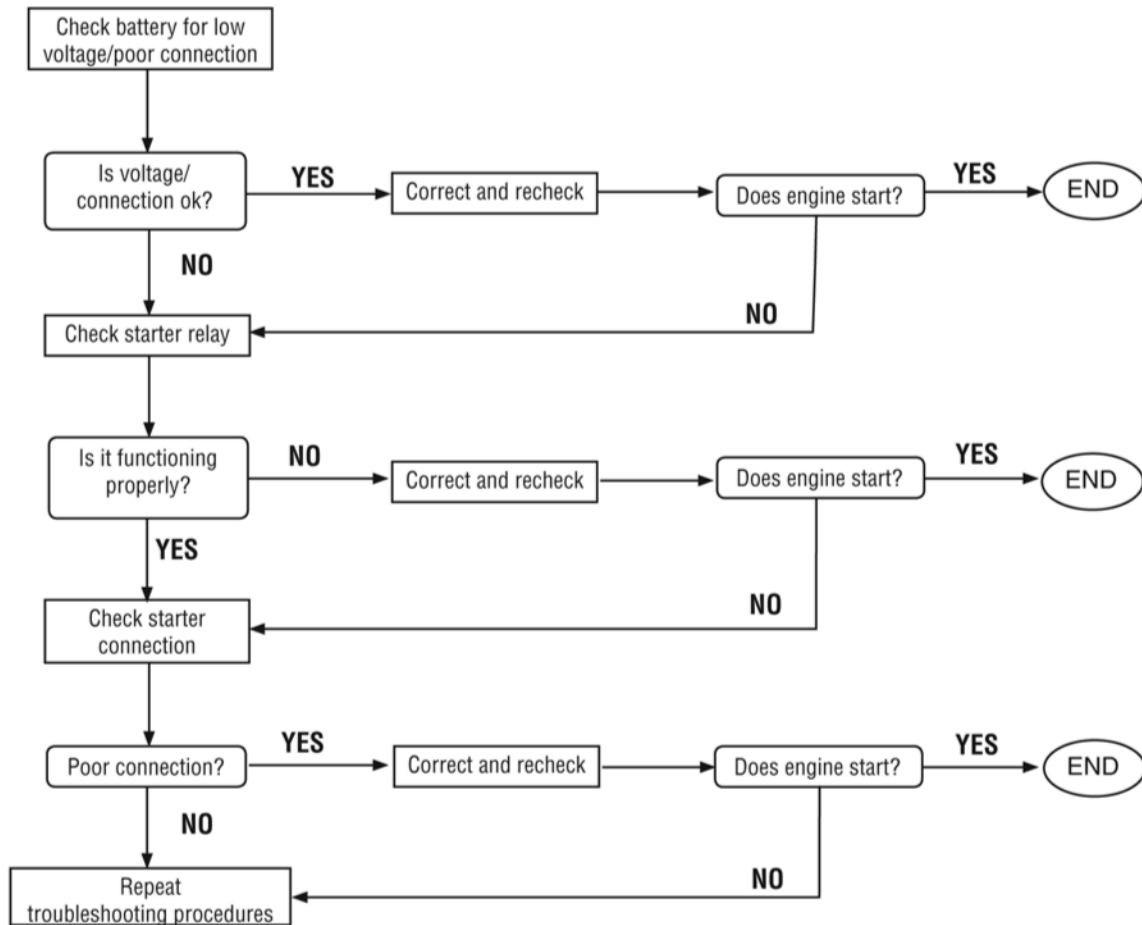 Check battery for low
voltage/poor connection
Is voltage/
connection ok?
YES
Correct and recheck
Does engine start?
YES
END
NO
NO
Check starter relay
Is it functioning
properly?
NO
Correct and recheck
Does engine start?
YES
END
YES
NO
Check starter
connection
Poor connection?
YES
Correct and recheck
Does engine start?
YES
END
NO
NO
Repeat
troubleshooting procedures